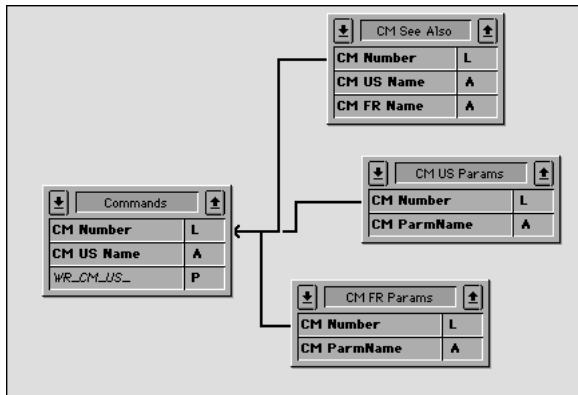 CM See Also
CM Number L
CM US Name A
CM FR Name A
CM US Params
CM Number L
CM ParmName A
Commands
CM Number L
CM US Name A
WR_CM_US_ P
CM FR Params
CM Number L
CM ParmName A